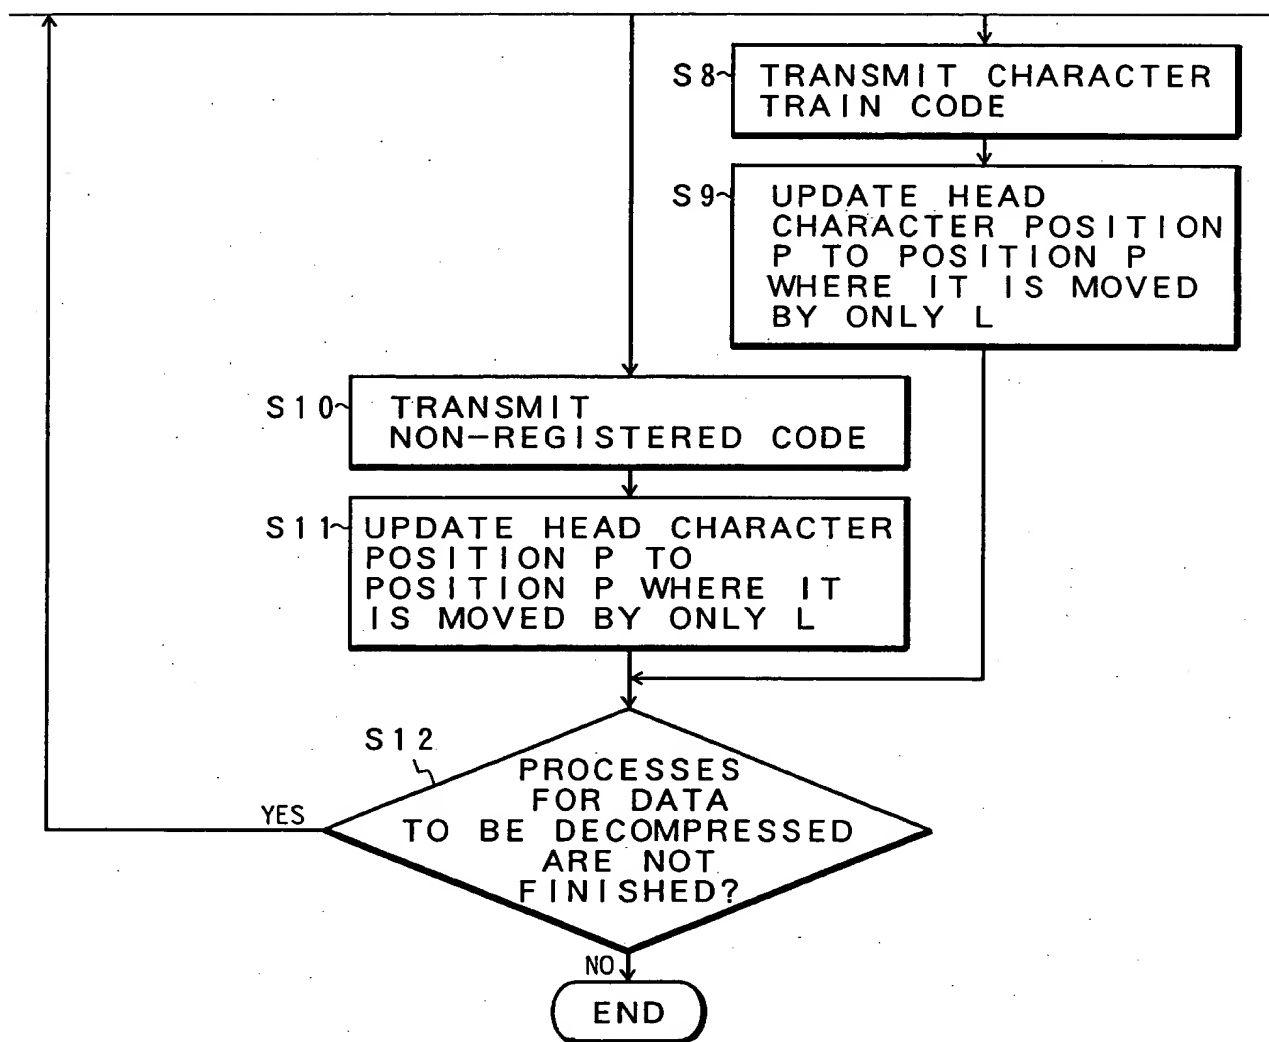 S8
TRANSMIT CHARACTER
TRAIN CODE
S9
UPDATE HEAD
CHARACTER POSITION
P TO POSITION P
WHERE IT IS MOVED
BY ONLY L
S10
TRANSMIT
NON-REGISTERED CODE
S11
UPDATE HEAD CHARACTER
POSITION P TO
POSITION P WHERE IT
IS MOVED BY ONLY L
S12
PROCESSES
FOR DATA
TO BE DECOMPRESSED
ARE NOT
FINISHED?
YES
NO
END